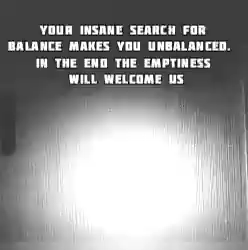 YOUR INSANE SEARCH FOR
BALANCE MAKES YOU UNBALANCED.
IN THE END THE EMPTINESS
WILL WELCOME US